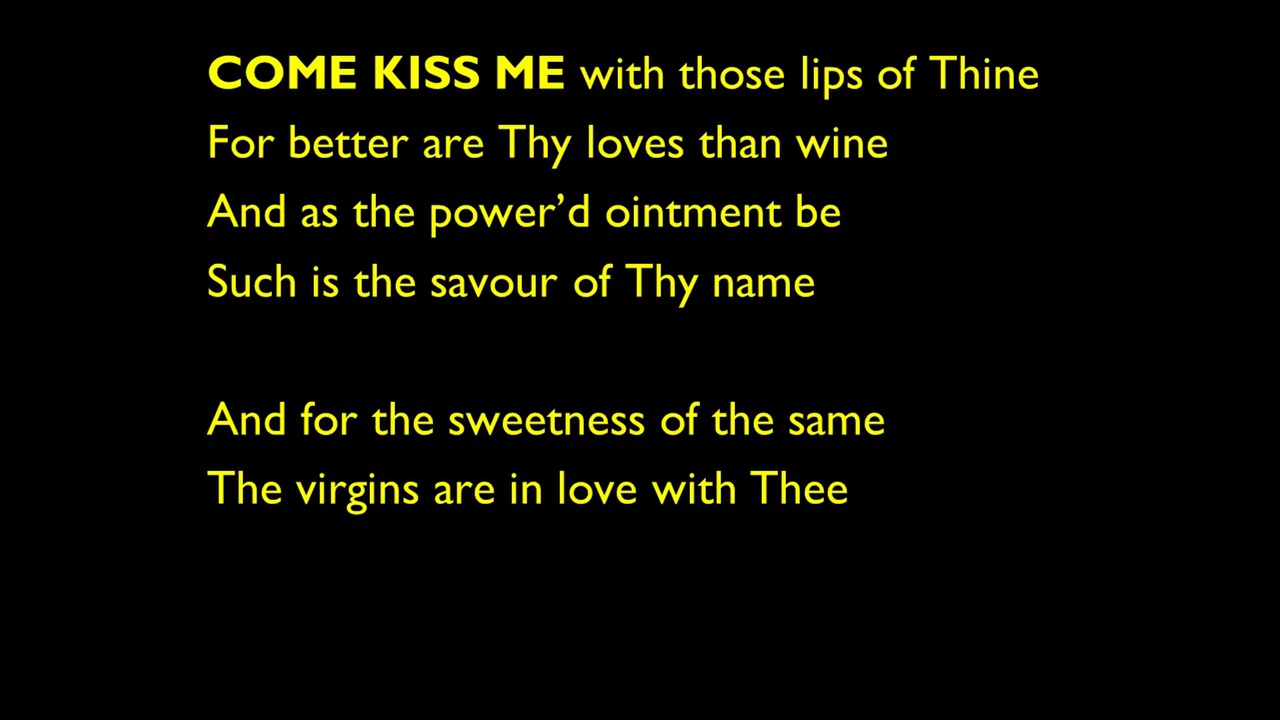 COME KISS ME with those lips of Thine
For better are Thy loves than wine
And as the power’d ointment be
Such is the savour of Thy name
And for the sweetness of the same
The virgins are in love with Thee